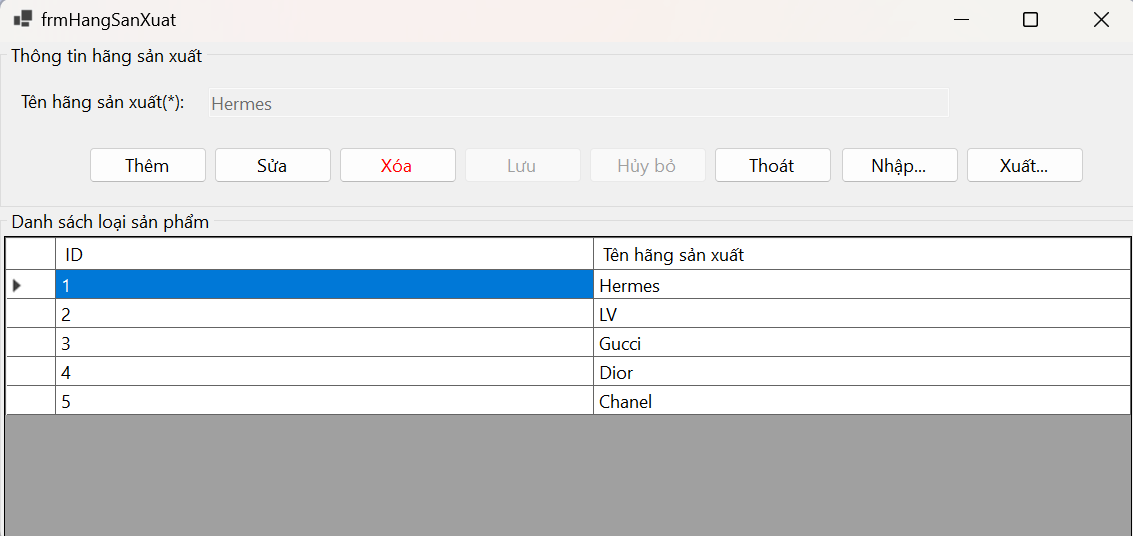 frmHangSanXuat
Thông tin hãng sản xuất
Tên hãng sản xuất(*): Hermes
Thêm Sửa Xóa Lưu Hủy bỏ Thoát Nhập... Xuất...
Danh sách loại sản phẩm
ID Tên hãng sản xuất
1 Hermes
2 LV
3 Gucci
4 Dior
5 Chanel